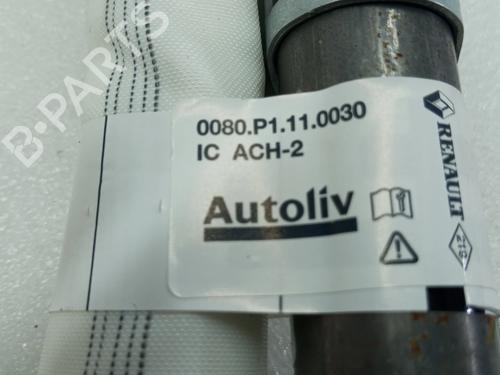 B-PARTS
0080.P1.11.0030
IC ACH-2
Autoliv
RENAULT